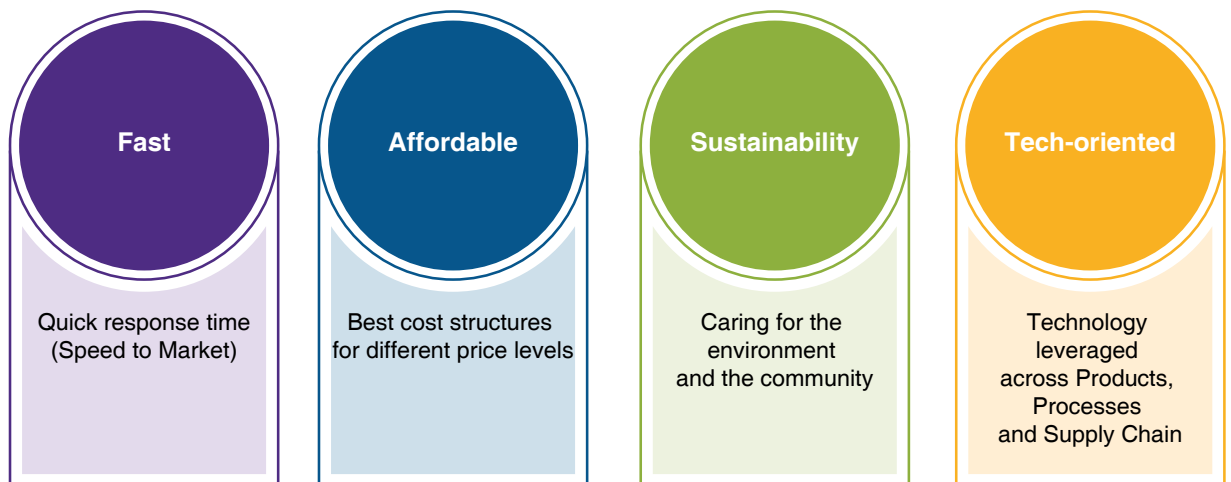 Fast
Quick response time
(Speed to Market)
Affordable
Best cost structures
for different price levels
Sustainability
Caring for the
environment
and the community
Tech-oriented
Technology
leveraged
across Products,
Processes
and Supply Chain